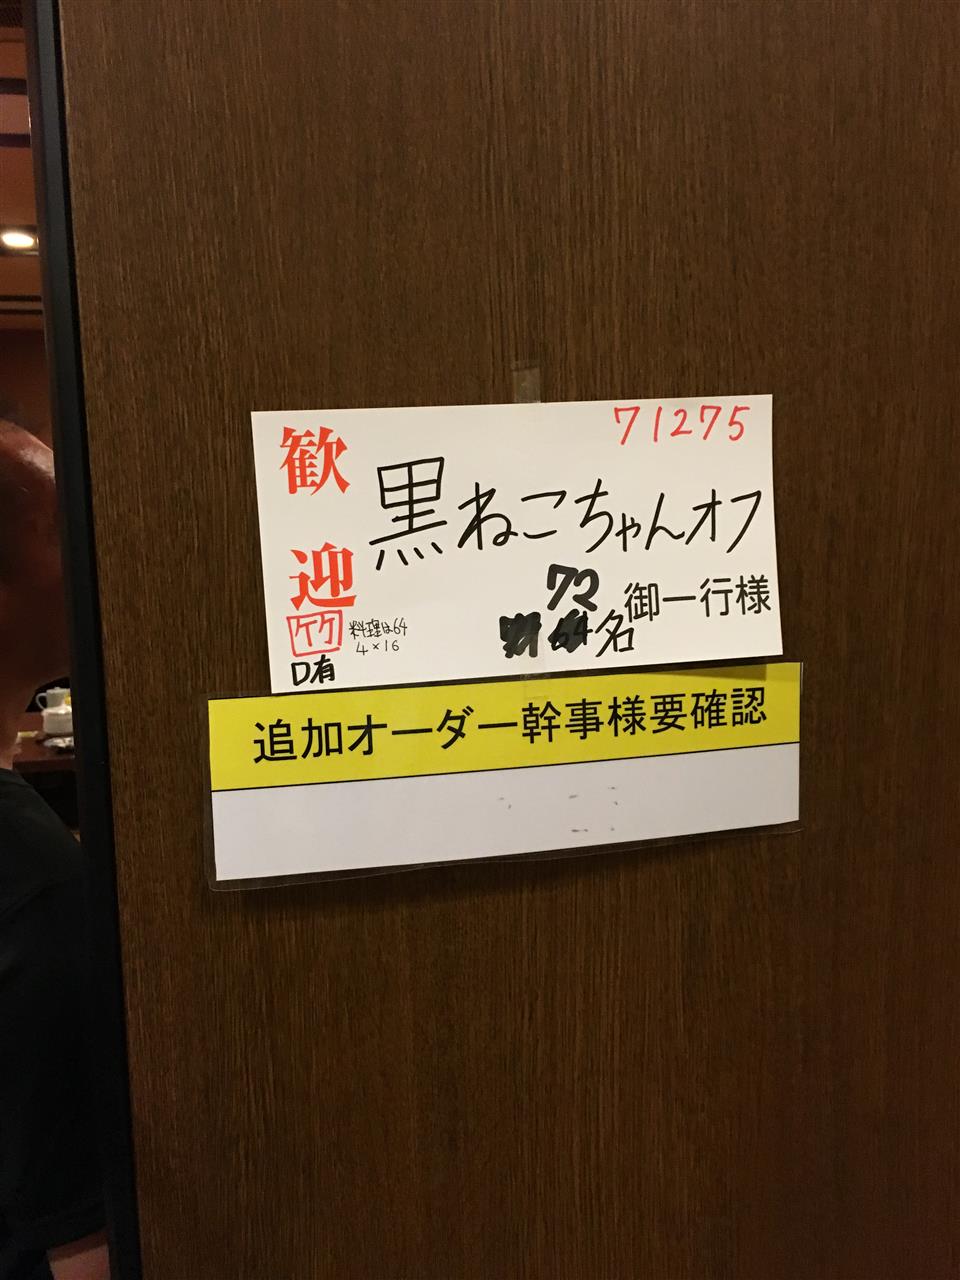 71275
歓迎
黒ねこちゃんオフ
72
64名
御一行様
竹
料理は64
4×16
D有
追加オーダー幹事様要確認